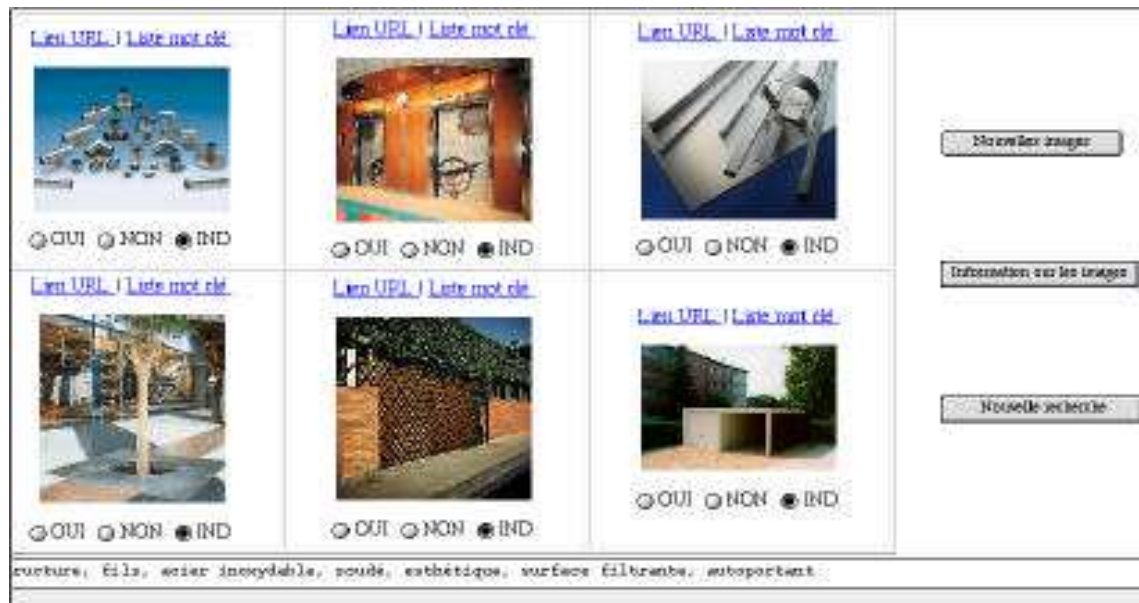 Lien URL | Liste mot clé
Lien URL | Liste mot clé
Lien URL | Liste mot clé
OUI NON IND
OUI NON IND
OUI NON IND
Lien URL | Liste mot clé
Lien URL | Liste mot clé
Lien URL | Liste mot clé
OUI NON IND
OUI NON IND
OUI NON IND
Nouvelles images
Information sur les images
Nouvelle recherche
ructure, fils, acier inoxydable, soudé, esthétique, surface filtrante, autoportant